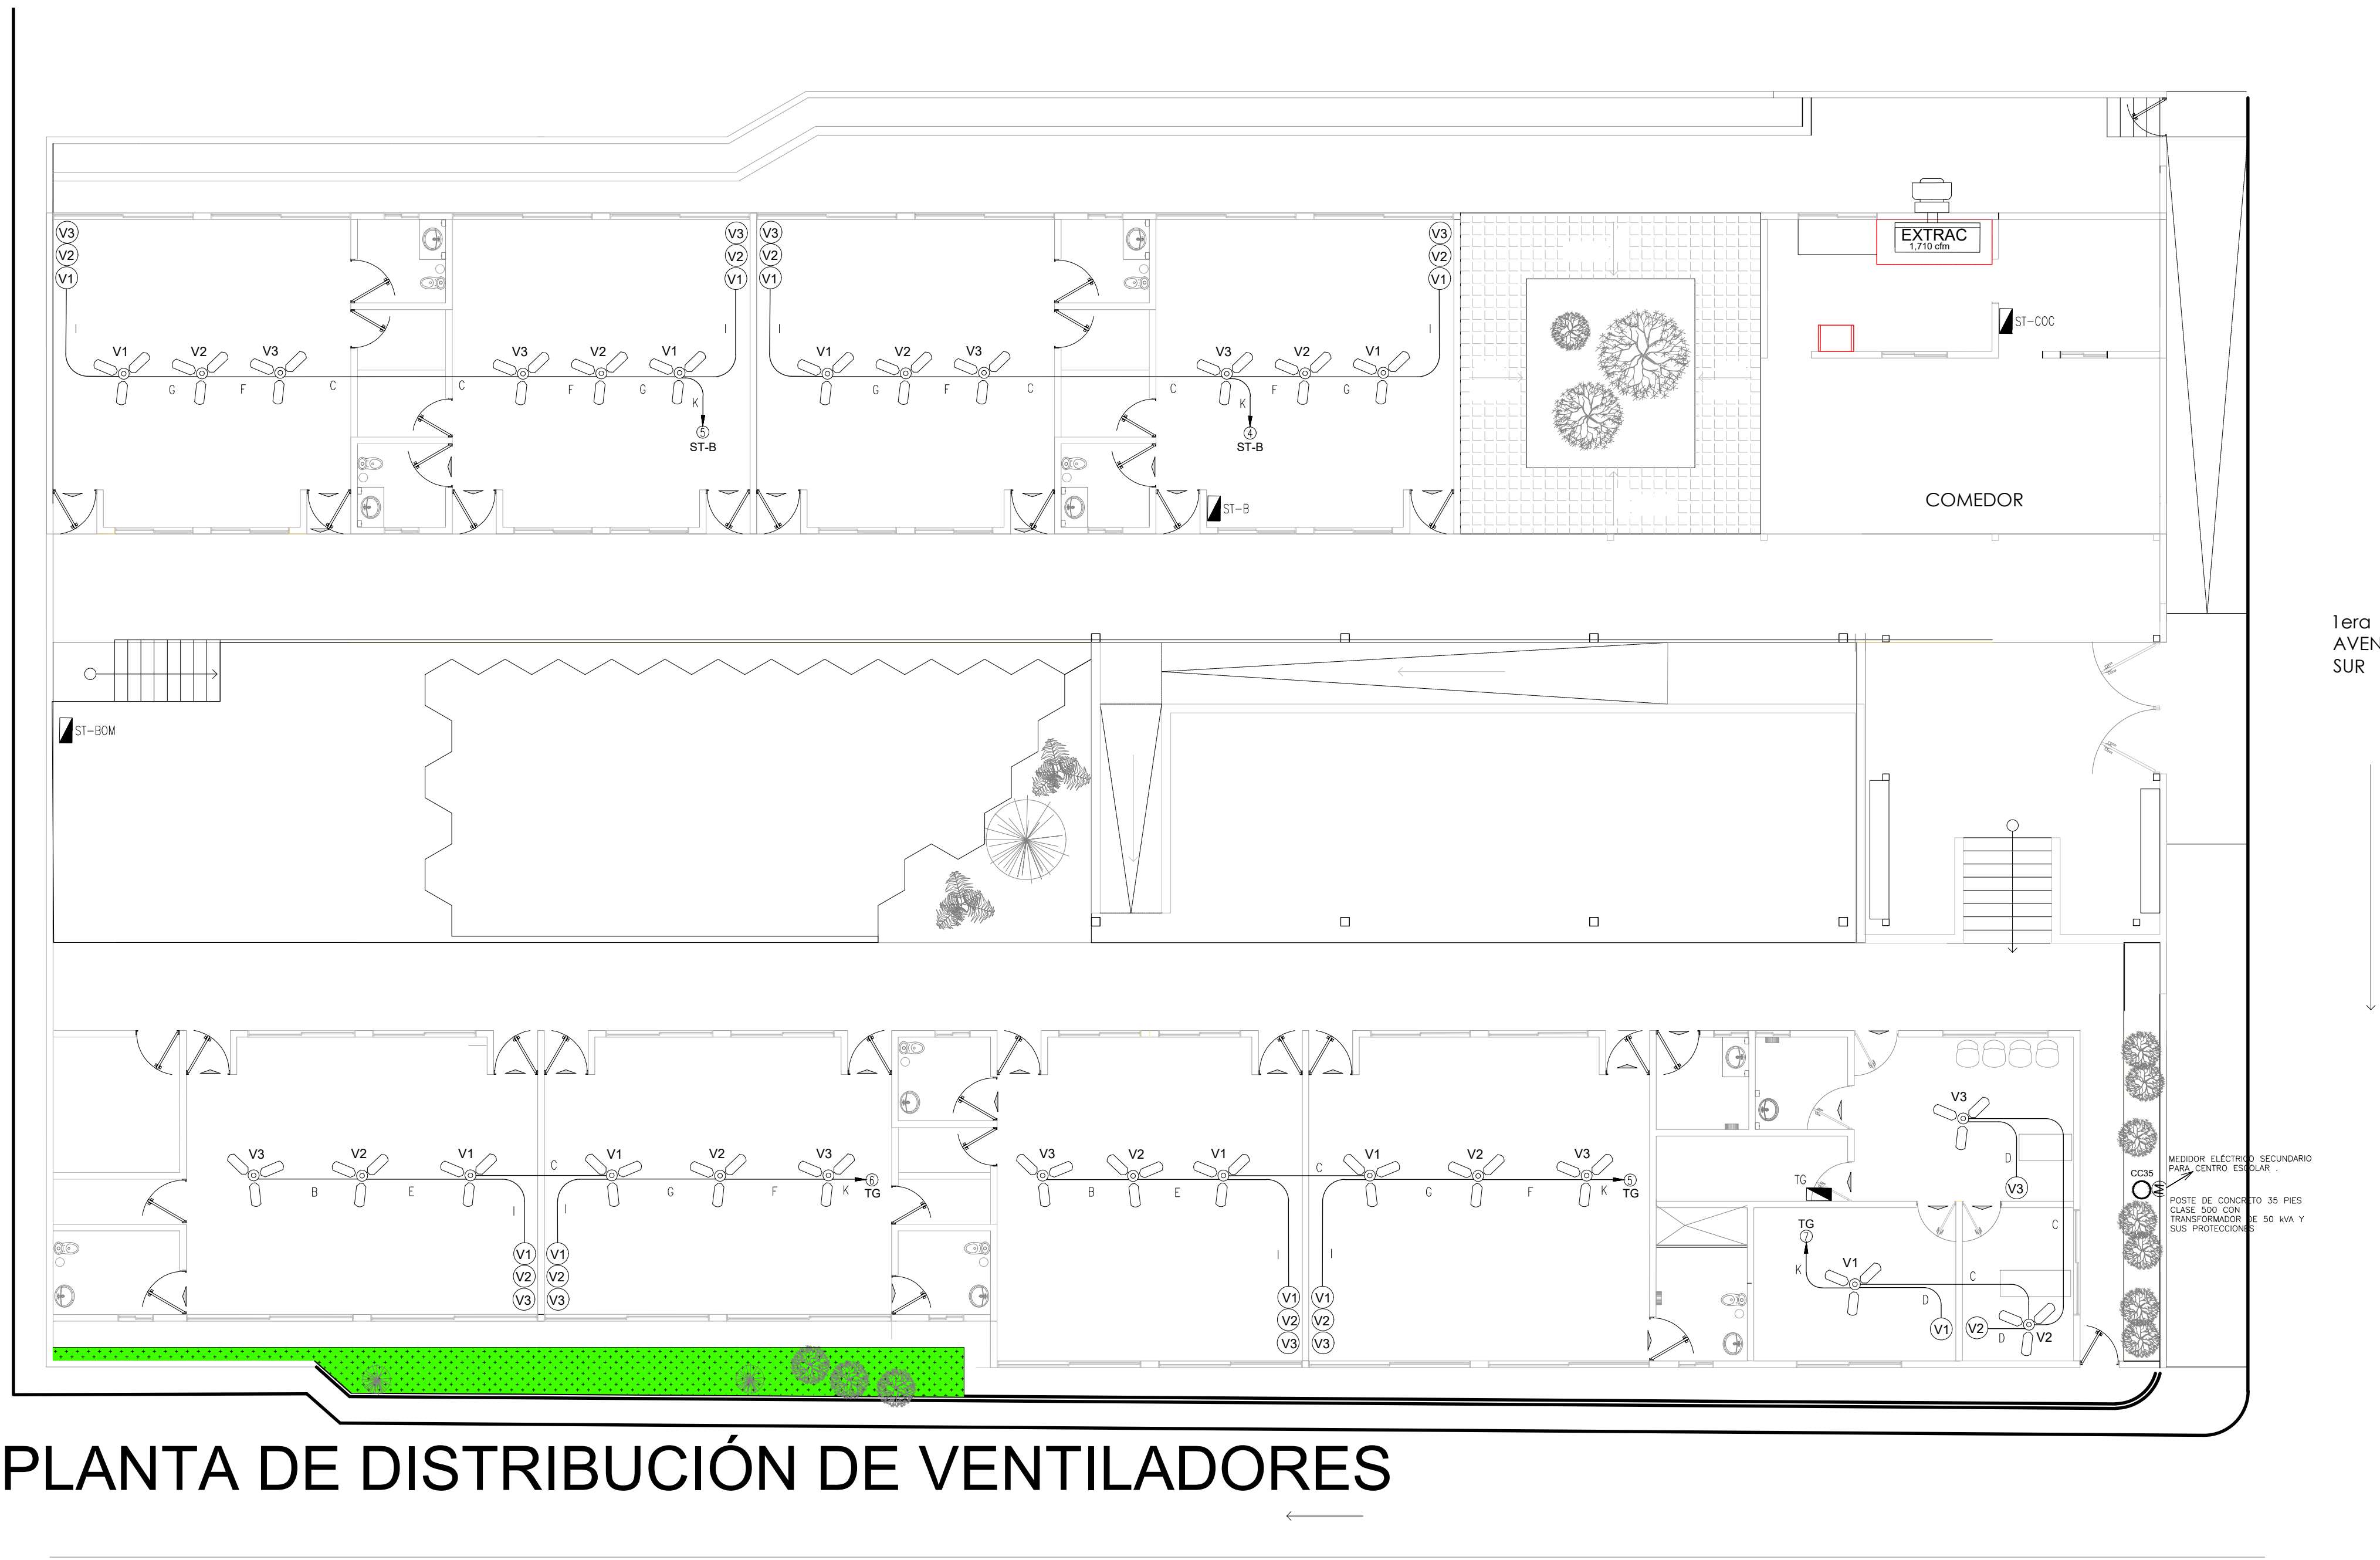 EXTRAC
1,710 cfm
V3 V3 V3 V3
V2 V2 V2 V2
V1 V1 V1 V1
I I I I
ST-COC
V1 V2 V3 V3 V2 V1 V1 V2 V3 V3 V2 V1
G F C C F G G F C C F G
K K
5 4
ST-B ST-B
ST-B
COMEDOR
1era
AVEN
SUR
ST-BOM
V3
D
V3
C
V3 V2 V1 V1 V2 V3 V3 V2 V1 V1 V2 V3
C C
B E G F K B E G F K
6 5
TG TG
I I I I
V1 V1
V2 V2
V3 V3
V1 V1
V2 V2
V3 V3
TG
TG
7
K
V1
C
D
V1 V2
D
V2
MEDIDOR ELÉCTRICO SECUNDARIO
PARA CENTRO ESCOLAR .
CC35
M
POSTE DE CONCRETO 35 PIES
CLASE 500 CON
TRANSFORMADOR DE 50 kVA Y
SUS PROTECCIONES
PLANTA DE DISTRIBUCIÓN DE VENTILADORES